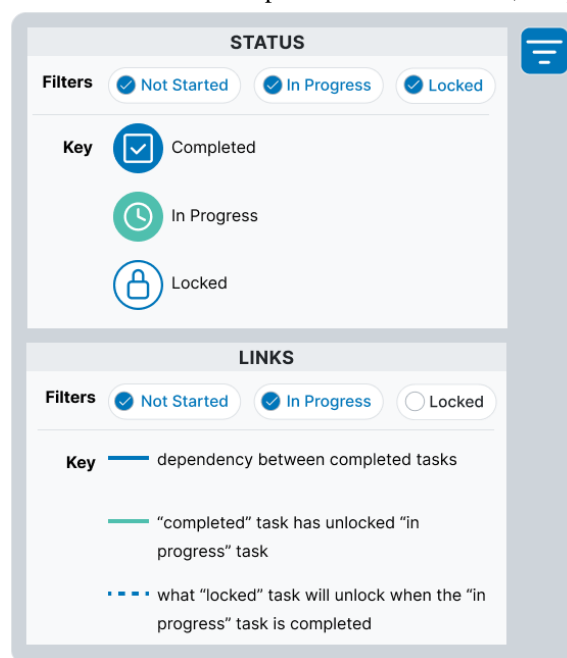 STATUS
Filters Not Started In Progress Locked
Key Completed
In Progress
Locked
LINKS
Filters Not Started In Progress Locked
Key dependency between completed tasks
“completed” task has unlocked “in
progress” task
what “locked” task will unlock when the “in
progress” task is completed